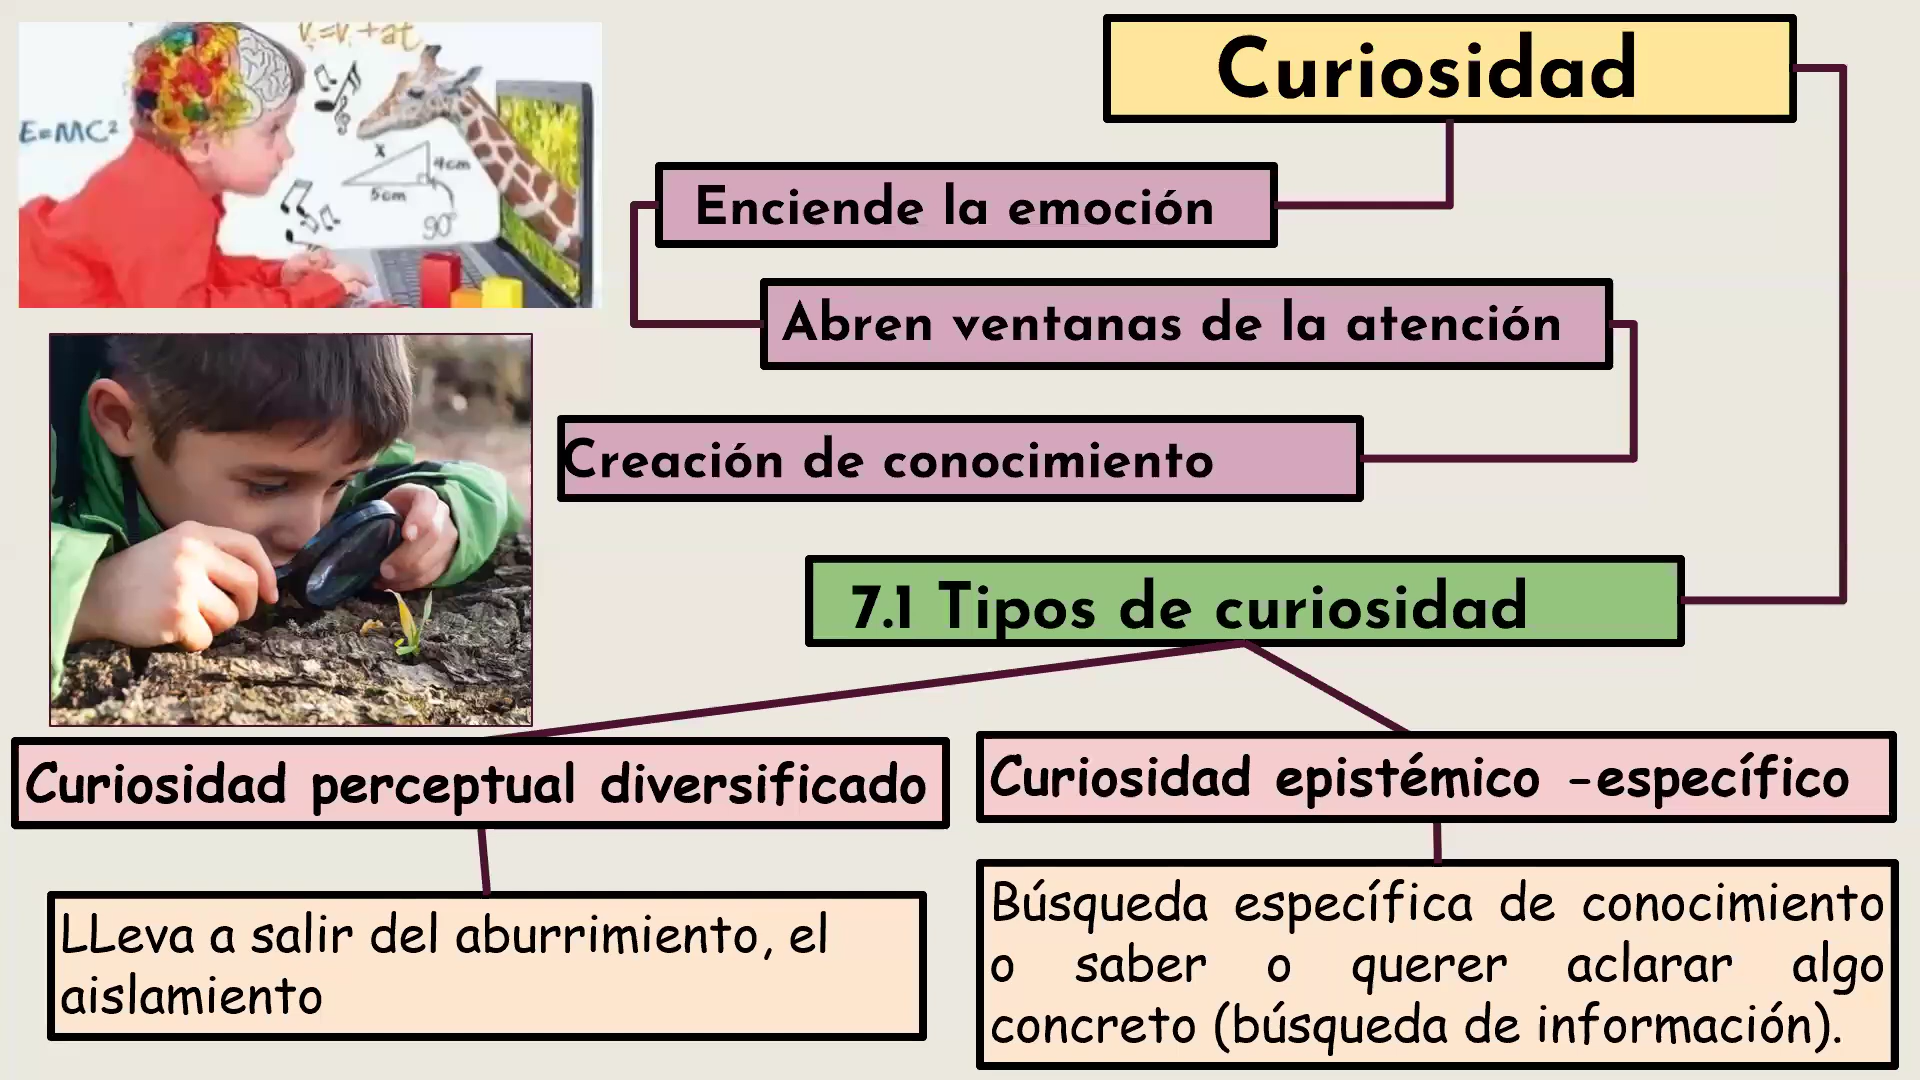 Curiosidad
Enciende la emoción
Abren ventanas de la atención
Creación de conocimiento
7.1 Tipos de curiosidad
Curiosidad perceptual diversificado
LLeva a salir del aburrimiento, el
aislamiento
Curiosidad epistémico -específico
Búsqueda específica de conocimiento
o saber o querer aclarar algo
concreto (búsqueda de información).
E=MC²
x
4cm
5cm
90°